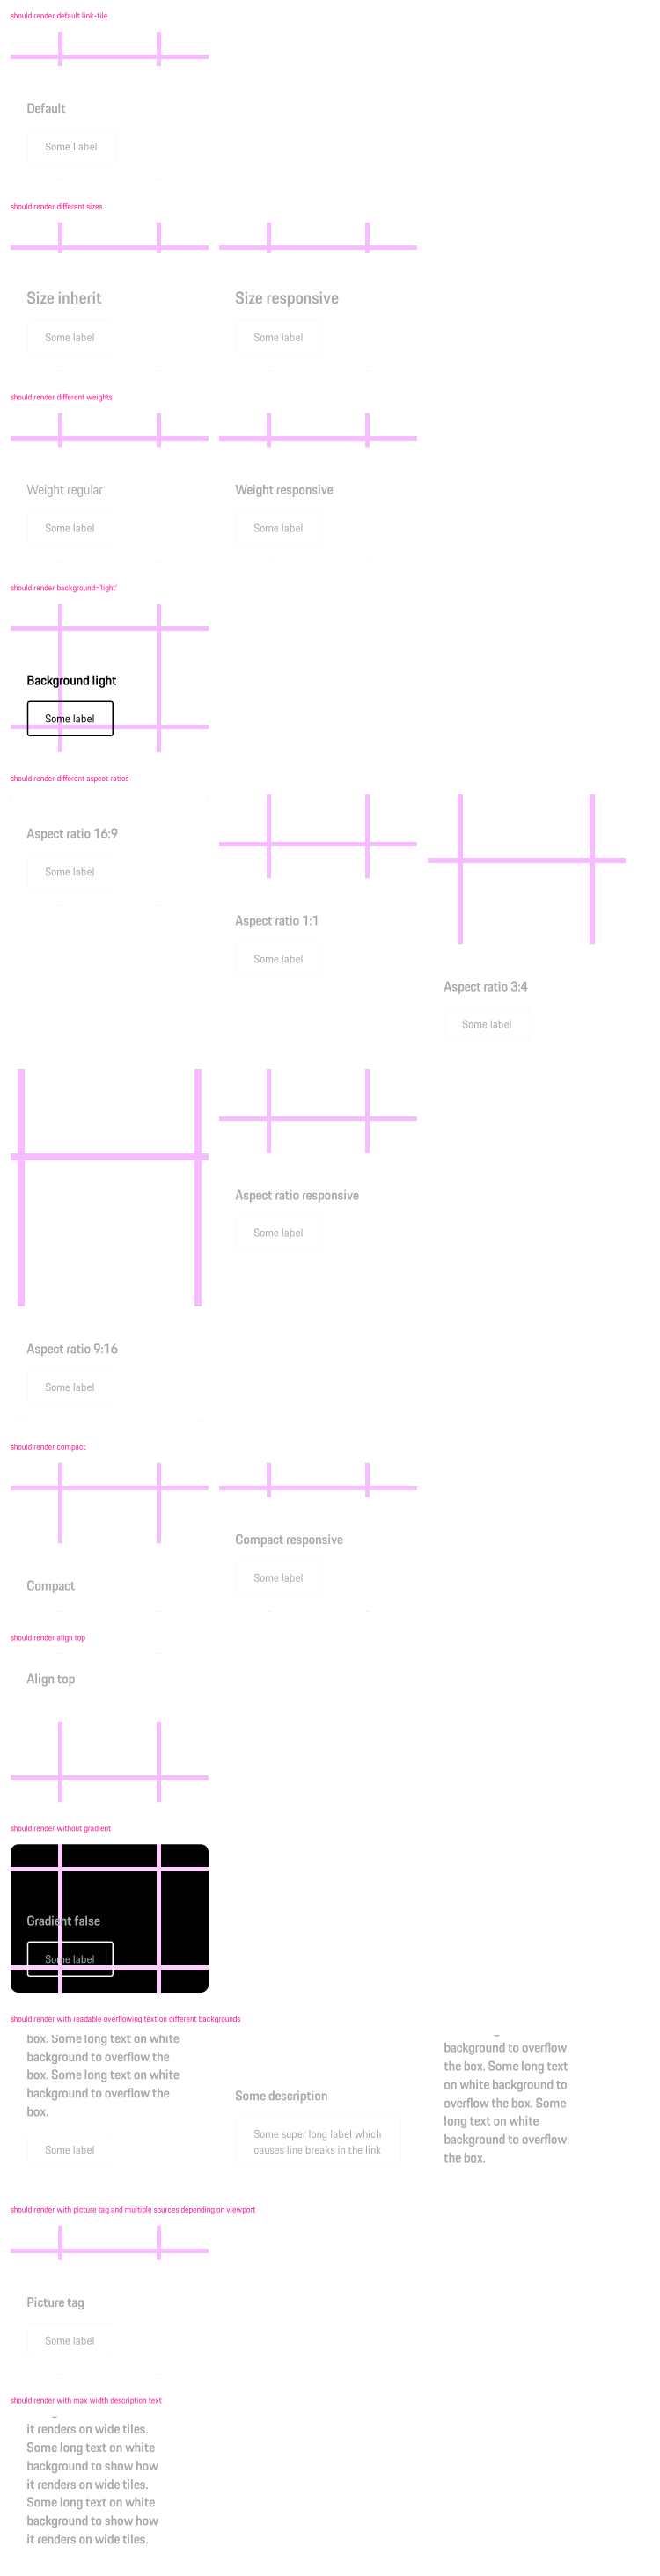 should render default link-tile
Default
Some Label
should render different sizes
Size inherit
Size responsive
Some label
Some label
should render different weights
Weight regular
Weight responsive
Some label
Some label
should render background='light'
Background light
Some label
should render different aspect ratios
Aspect ratio 16:9
Some label
Aspect ratio 1:1
Some label
Aspect ratio 3:4
Some label
Aspect ratio responsive
Some label
Aspect ratio 9:16
Some label
should render compact
Compact responsive
Some label
Compact
should render align top
Align top
should render without gradient
Gradient false
Some label
should render with readable overflowing text on different backgrounds
box. Some long text on white
background to overflow the
box. Some long text on white
background to overflow the
box.
Some label
Some description
Some super long label which
causes line breaks in the link
background to overflow
the box. Some long text
on white background to
overflow the box. Some
long text on white
background to overflow
the box.
should render with picture tag and multiple sources depending on viewport
Picture tag
Some label
should render with max width description text
it renders on wide tiles.
Some long text on white
background to show how
it renders on wide tiles.
Some long text on white
background to show how
it renders on wide tiles.